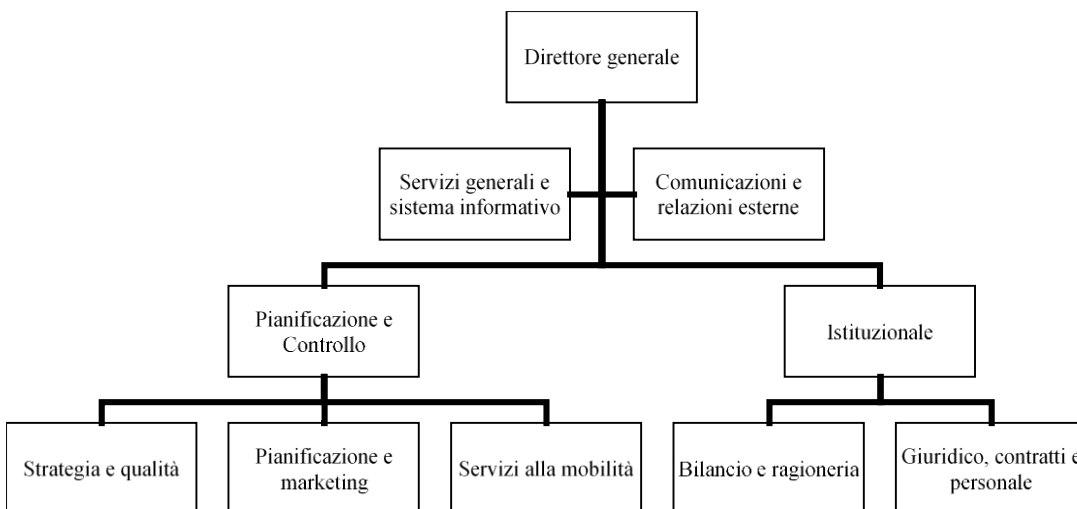 Direttore generale
Servizi generali e
sistema informativo
Comunicazioni e
relazioni esterne
Pianificazione e
Controllo
Istituzionale
Strategia e qualità
Pianificazione e
marketing
Servizi alla mobilità
Bilancio e ragioneria
Giuridico, contratti e
personale